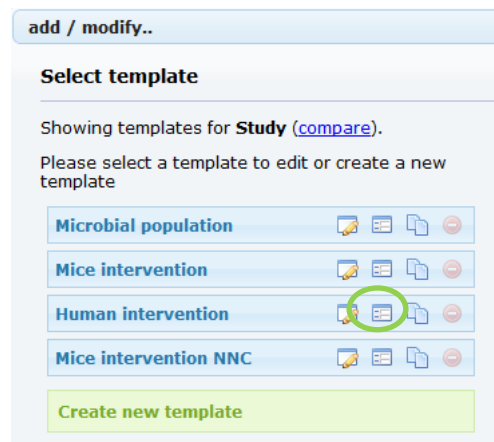 add / modify..
Select template
Showing templates for Study (compare).
Please select a template to edit or create a new
template
Microbial population
Mice intervention
Human intervention
Mice intervention NNC
Create new template